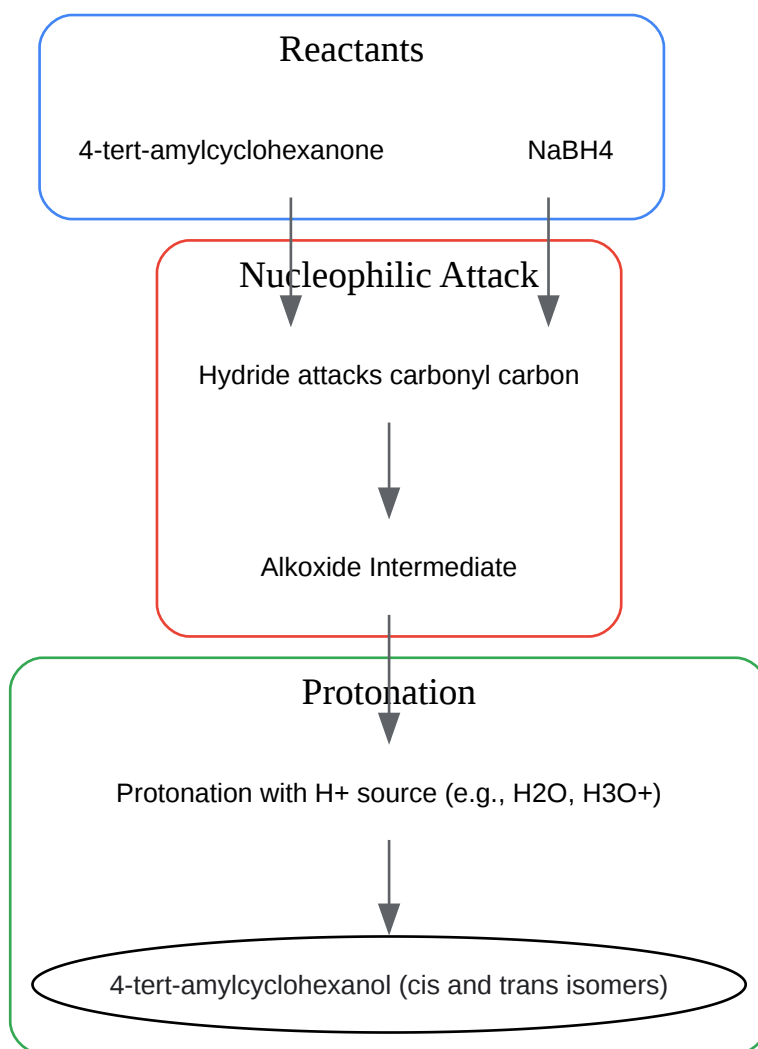 Reactants
4-tert-amylcyclohexanone
NaBH4
Nucleophilic Attack
Hydride attacks carbonyl carbon
Alkoxide Intermediate
Protonation
Protonation with H+ source (e.g., H2O, H3O+)
4-tert-amylcyclohexanol (cis and trans isomers)